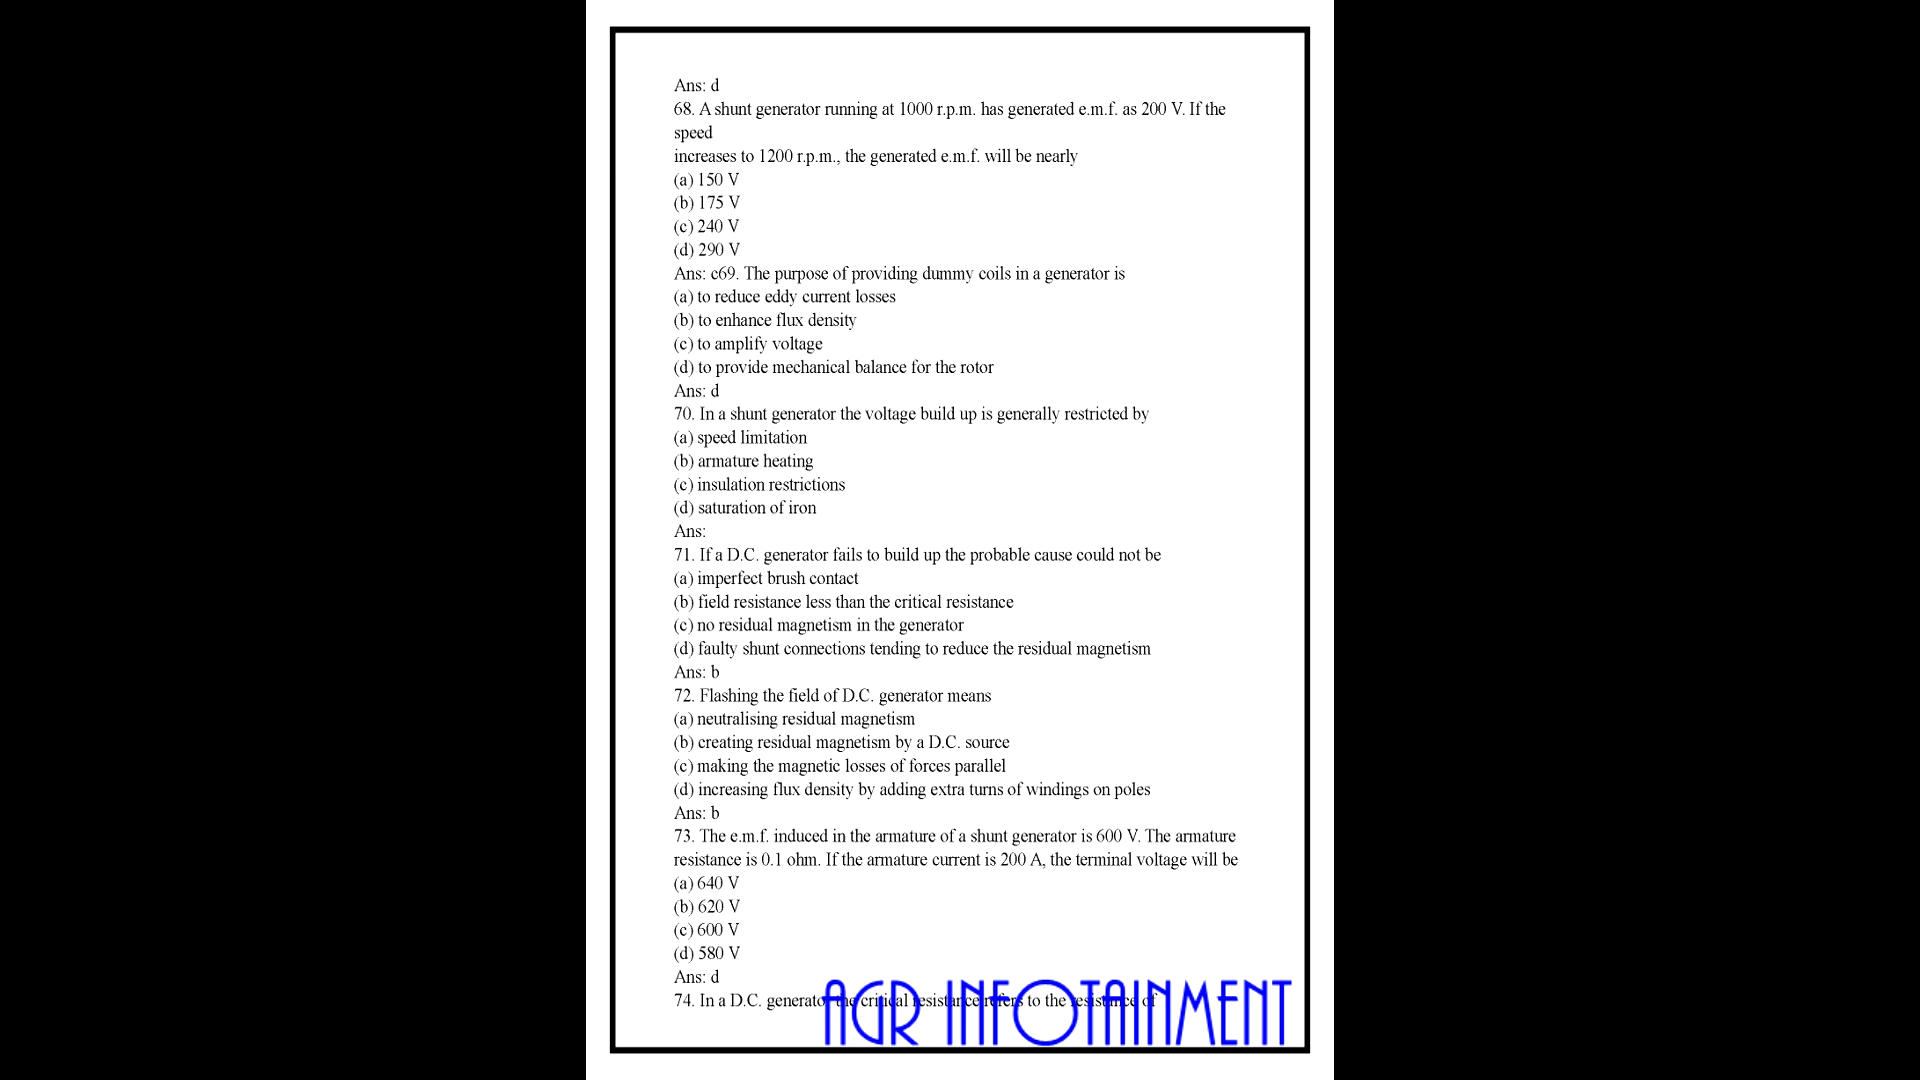 Ans: d
68. A shunt generator running at 1000 r.p.m. has generated e.m.f. as 200 V. If the
speed
increases to 1200 r.p.m., the generated e.m.f. will be nearly
(a) 150 V
(b) 175 V
(c) 240 V
(d) 290 V
Ans: c69. The purpose of providing dummy coils in a generator is
(a) to reduce eddy current losses
(b) to enhance flux density
(c) to amplify voltage
(d) to provide mechanical balance for the rotor
Ans: d
70. In a shunt generator the voltage build up is generally restricted by
(a) speed limitation
(b) armature heating
(c) insulation restrictions
(d) saturation of iron
Ans:
71. If a D.C. generator fails to build up the probable cause could not be
(a) imperfect brush contact
(b) field resistance less than the critical resistance
(c) no residual magnetism in the generator
(d) faulty shunt connections tending to reduce the residual magnetism
Ans: b
72. Flashing the field of D.C. generator means
(a) neutralising residual magnetism
(b) creating residual magnetism by a D.C. source
(c) making the magnetic losses of forces parallel
(d) increasing flux density by adding extra turns of windings on poles
Ans: b
73. The e.m.f. induced in the armature of a shunt generator is 600 V. The armature
resistance is 0.1 ohm. If the armature current is 200 A, the terminal voltage will be
(a) 640 V
(b) 620 V
(c) 600 V
(d) 580 V
Ans: d
74. In a D.C. generator the critical resistance refers to the resistance of
AGR INFOTAINMENT